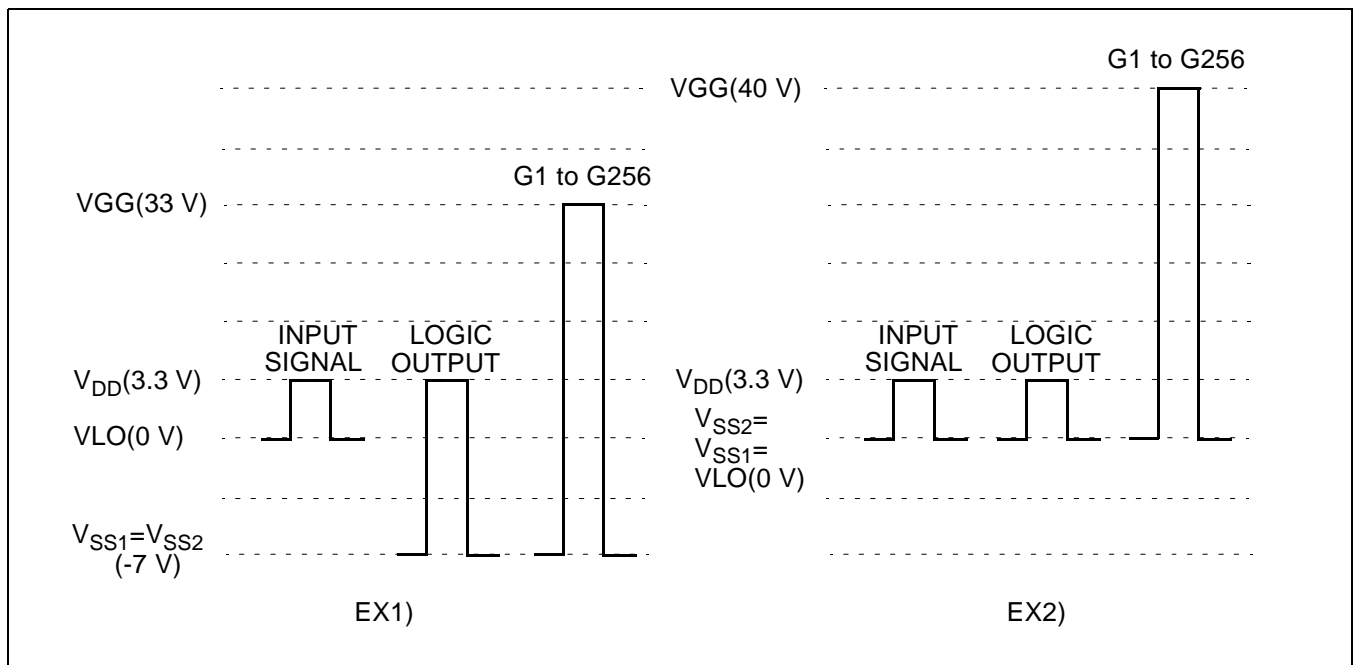 G1 to G256
VGG(33 V)
INPUT
SIGNAL
LOGIC
OUTPUT
VDD(3.3 V)
VLO(0 V)
VSS1=VSS2
(-7 V)
EX1)
G1 to G256
VGG(40 V)
INPUT
SIGNAL
LOGIC
OUTPUT
VDD(3.3 V)
VSS2=
VSS1=
VLO(0 V)
EX2)